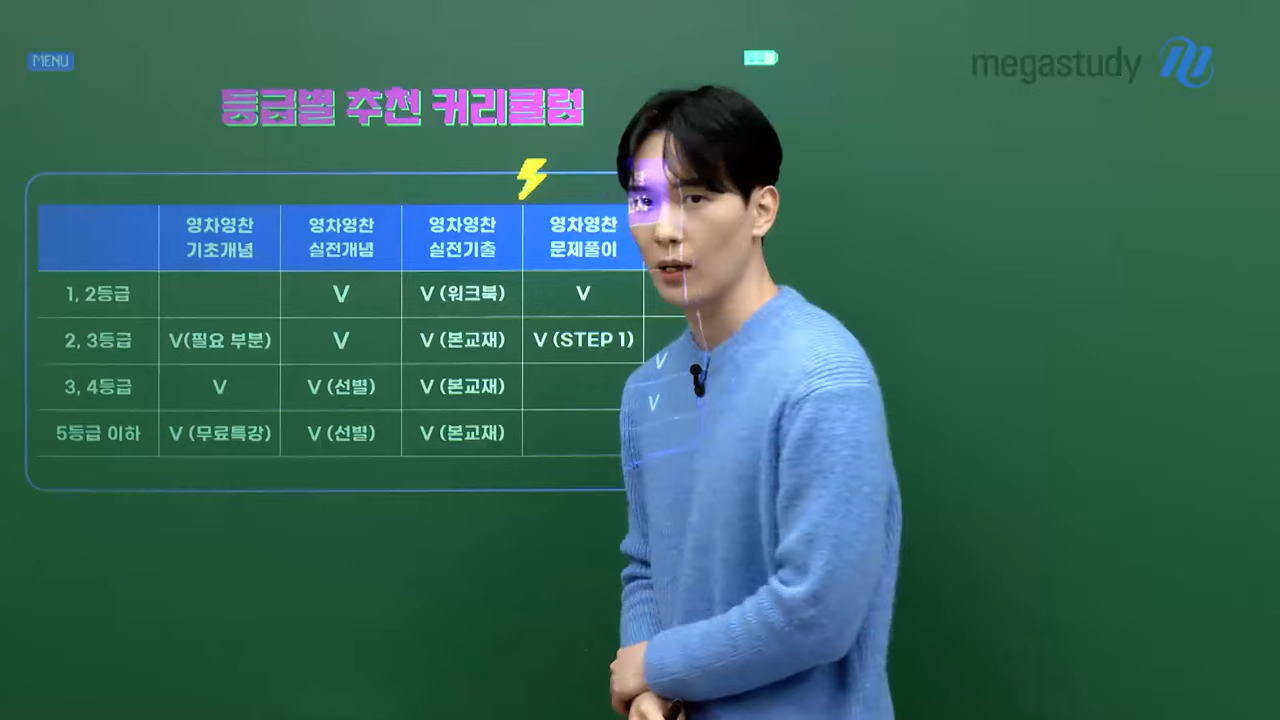 MENU
megastudy
등급별 추천 커리큘럼
영차영찬 기초개념
영차영찬 실전개념
영차영찬 실전기출
영차영찬 문제풀이
1, 2등급 V V (워크북) V
2, 3등급 V(필요 부분) V V (본교재) V (STEP 1)
V
3, 4등급 V V (선별) V (본교재)
V
5등급 이하 V (무료특강) V (선별) V (본교재)